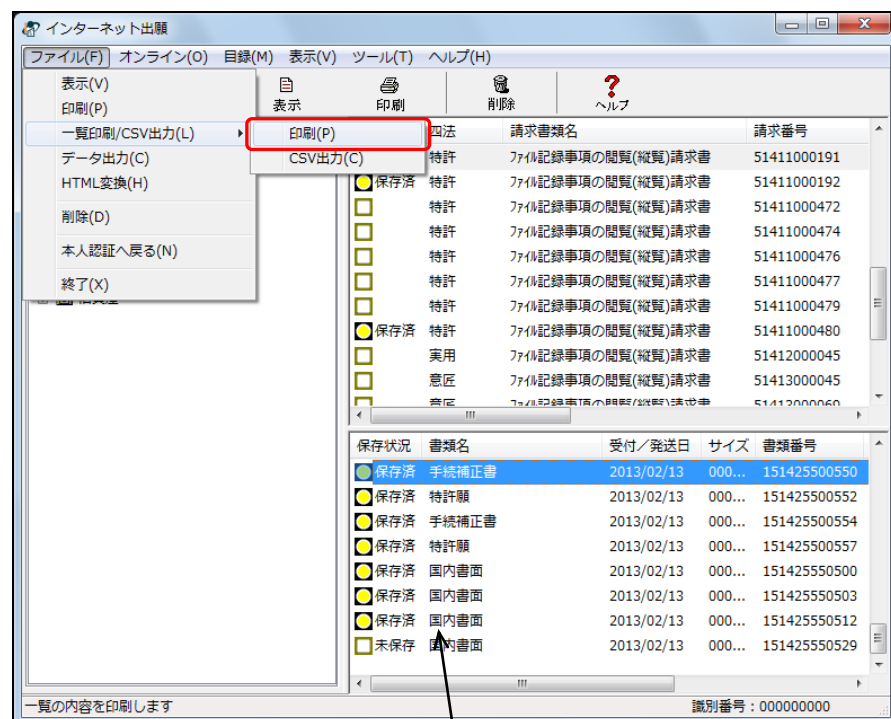 インターネット出願
ファイル(F) オンライン(O) 目録(M) 表示(V) ツール(T) ヘルプ(H)
表示(V)
印刷(P)
一覧印刷/CSV出力(L)
データ出力(C)
HTML変換(H)
削除(D)
本人認証へ戻る(N)
終了(X)
印刷(P)
CSV出力(C)
表示 印刷 削除 ヘルプ
四法 請求書類名 請求番号
特許 ファイル記録事項の閲覧(縦覧)請求書 51411000191
保存済 特許 ファイル記録事項の閲覧(縦覧)請求書 51411000192
特許 ファイル記録事項の閲覧(縦覧)請求書 51411000472
特許 ファイル記録事項の閲覧(縦覧)請求書 51411000474
特許 ファイル記録事項の閲覧(縦覧)請求書 51411000476
特許 ファイル記録事項の閲覧(縦覧)請求書 51411000477
特許 ファイル記録事項の閲覧(縦覧)請求書 51411000479
保存済 特許 ファイル記録事項の閲覧(縦覧)請求書 51411000480
実用 ファイル記録事項の閲覧(縦覧)請求書 51412000045
意匠 ファイル記録事項の閲覧(縦覧)請求書 51413000045
意匠 ファイル記録事項の閲覧(縦覧)請求書 51413000060
保存状況 書類名 受付／発送日 サイズ 書類番号
保存済 手続補正書 2013/02/13 000... 151425500550
保存済 特許願 2013/02/13 000... 151425500552
保存済 手続補正書 2013/02/13 000... 151425500554
保存済 特許願 2013/02/13 000... 151425500557
保存済 国内書面 2013/02/13 000... 151425550500
保存済 国内書面 2013/02/13 000... 151425550503
保存済 国内書面 2013/02/13 000... 151425550512
未保存 国内書面 2013/02/13 000... 151425550529
一覧の内容を印刷します 識別番号：000000000